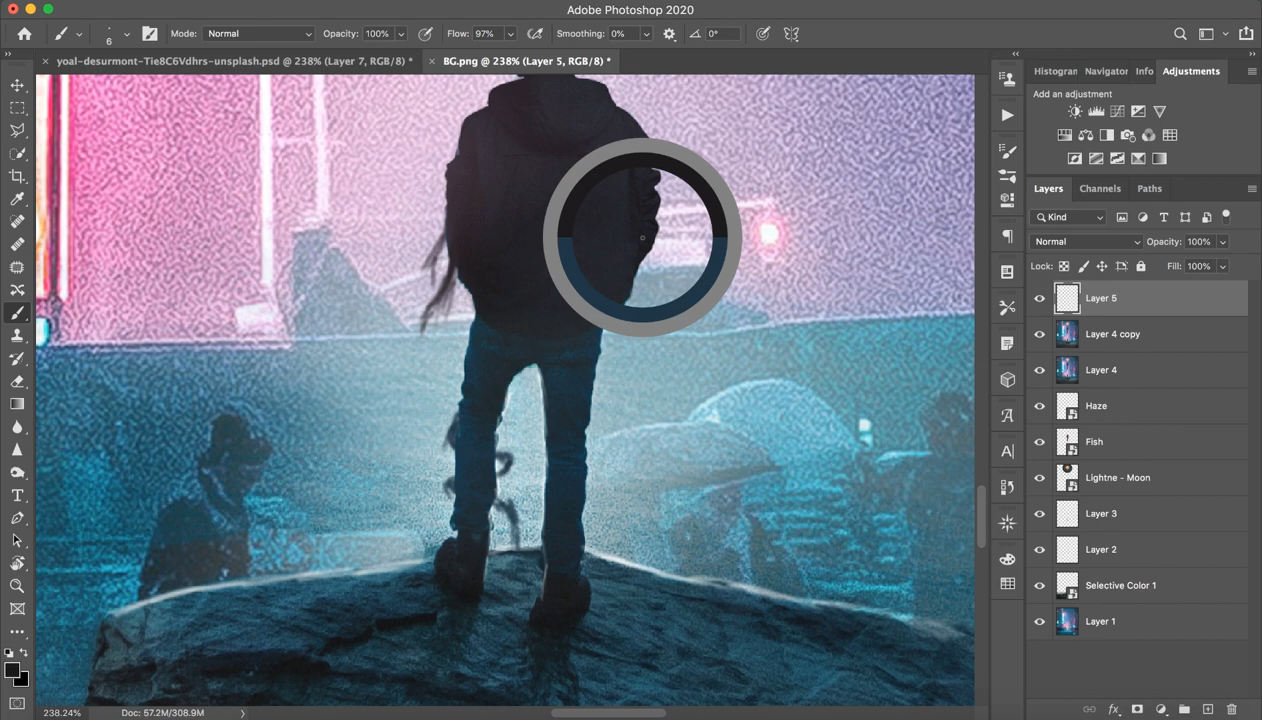 Adobe Photoshop 2020
6
Mode: Normal
Opacity: 100%
Flow: 97%
Smoothing: 0%
0°
yoal-desurmont-Tie8C6Vdhrs-unsplash.psd @ 238% (Layer 7, RGB/8) *
BG.png @ 238% (Layer 5, RGB/8) *
Histogran
Navigator
Info
Adjustments
Add an adjustment
Layers
Channels
Paths
Kind
Normal
Opacity: 100%
Lock:
Fill: 100%
Layer 5
Layer 4 copy
Layer 4
Haze
Fish
Lightne - Moon
Layer 3
Layer 2
Selective Color 1
Layer 1
238.24%
Doc: 57.2M/308.9M